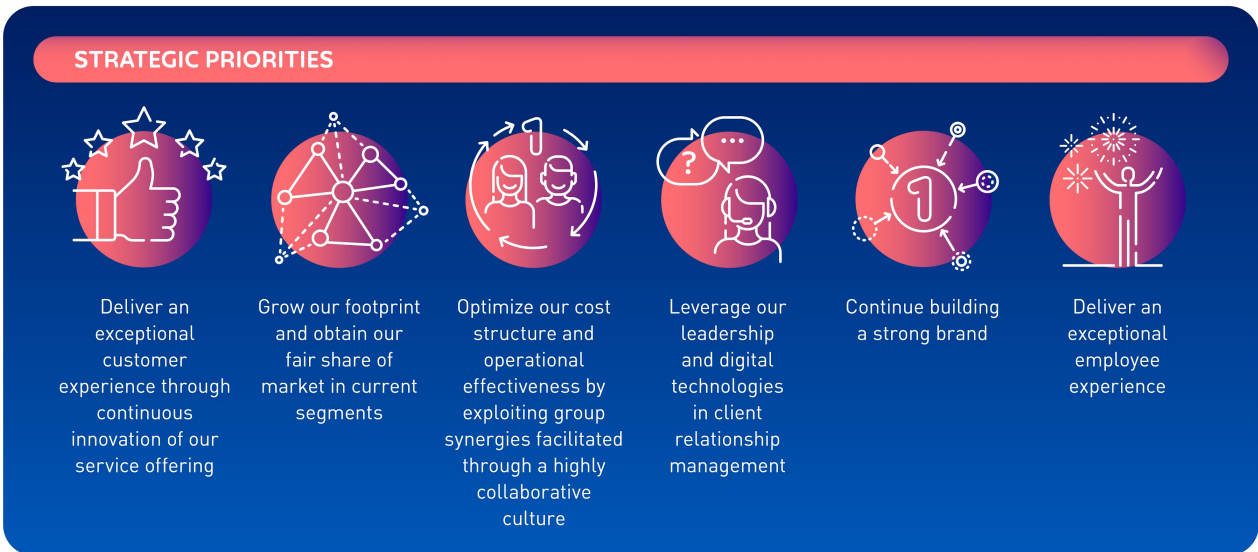 STRATEGIC PRIORITIES
Deliver an
exceptional
customer
experience through
continuous
innovation of our
service offering
Grow our footprint
and obtain our
fair share of
market in current
segments
Optimize our cost
structure and
operational
effectiveness by
exploiting group
synergies facilitated
through a highly
collaborative
culture
?
Leverage our
leadership
and digital
technologies
in client
relationship
management
1
Continue building
a strong brand
Deliver an
exceptional
employee
experience